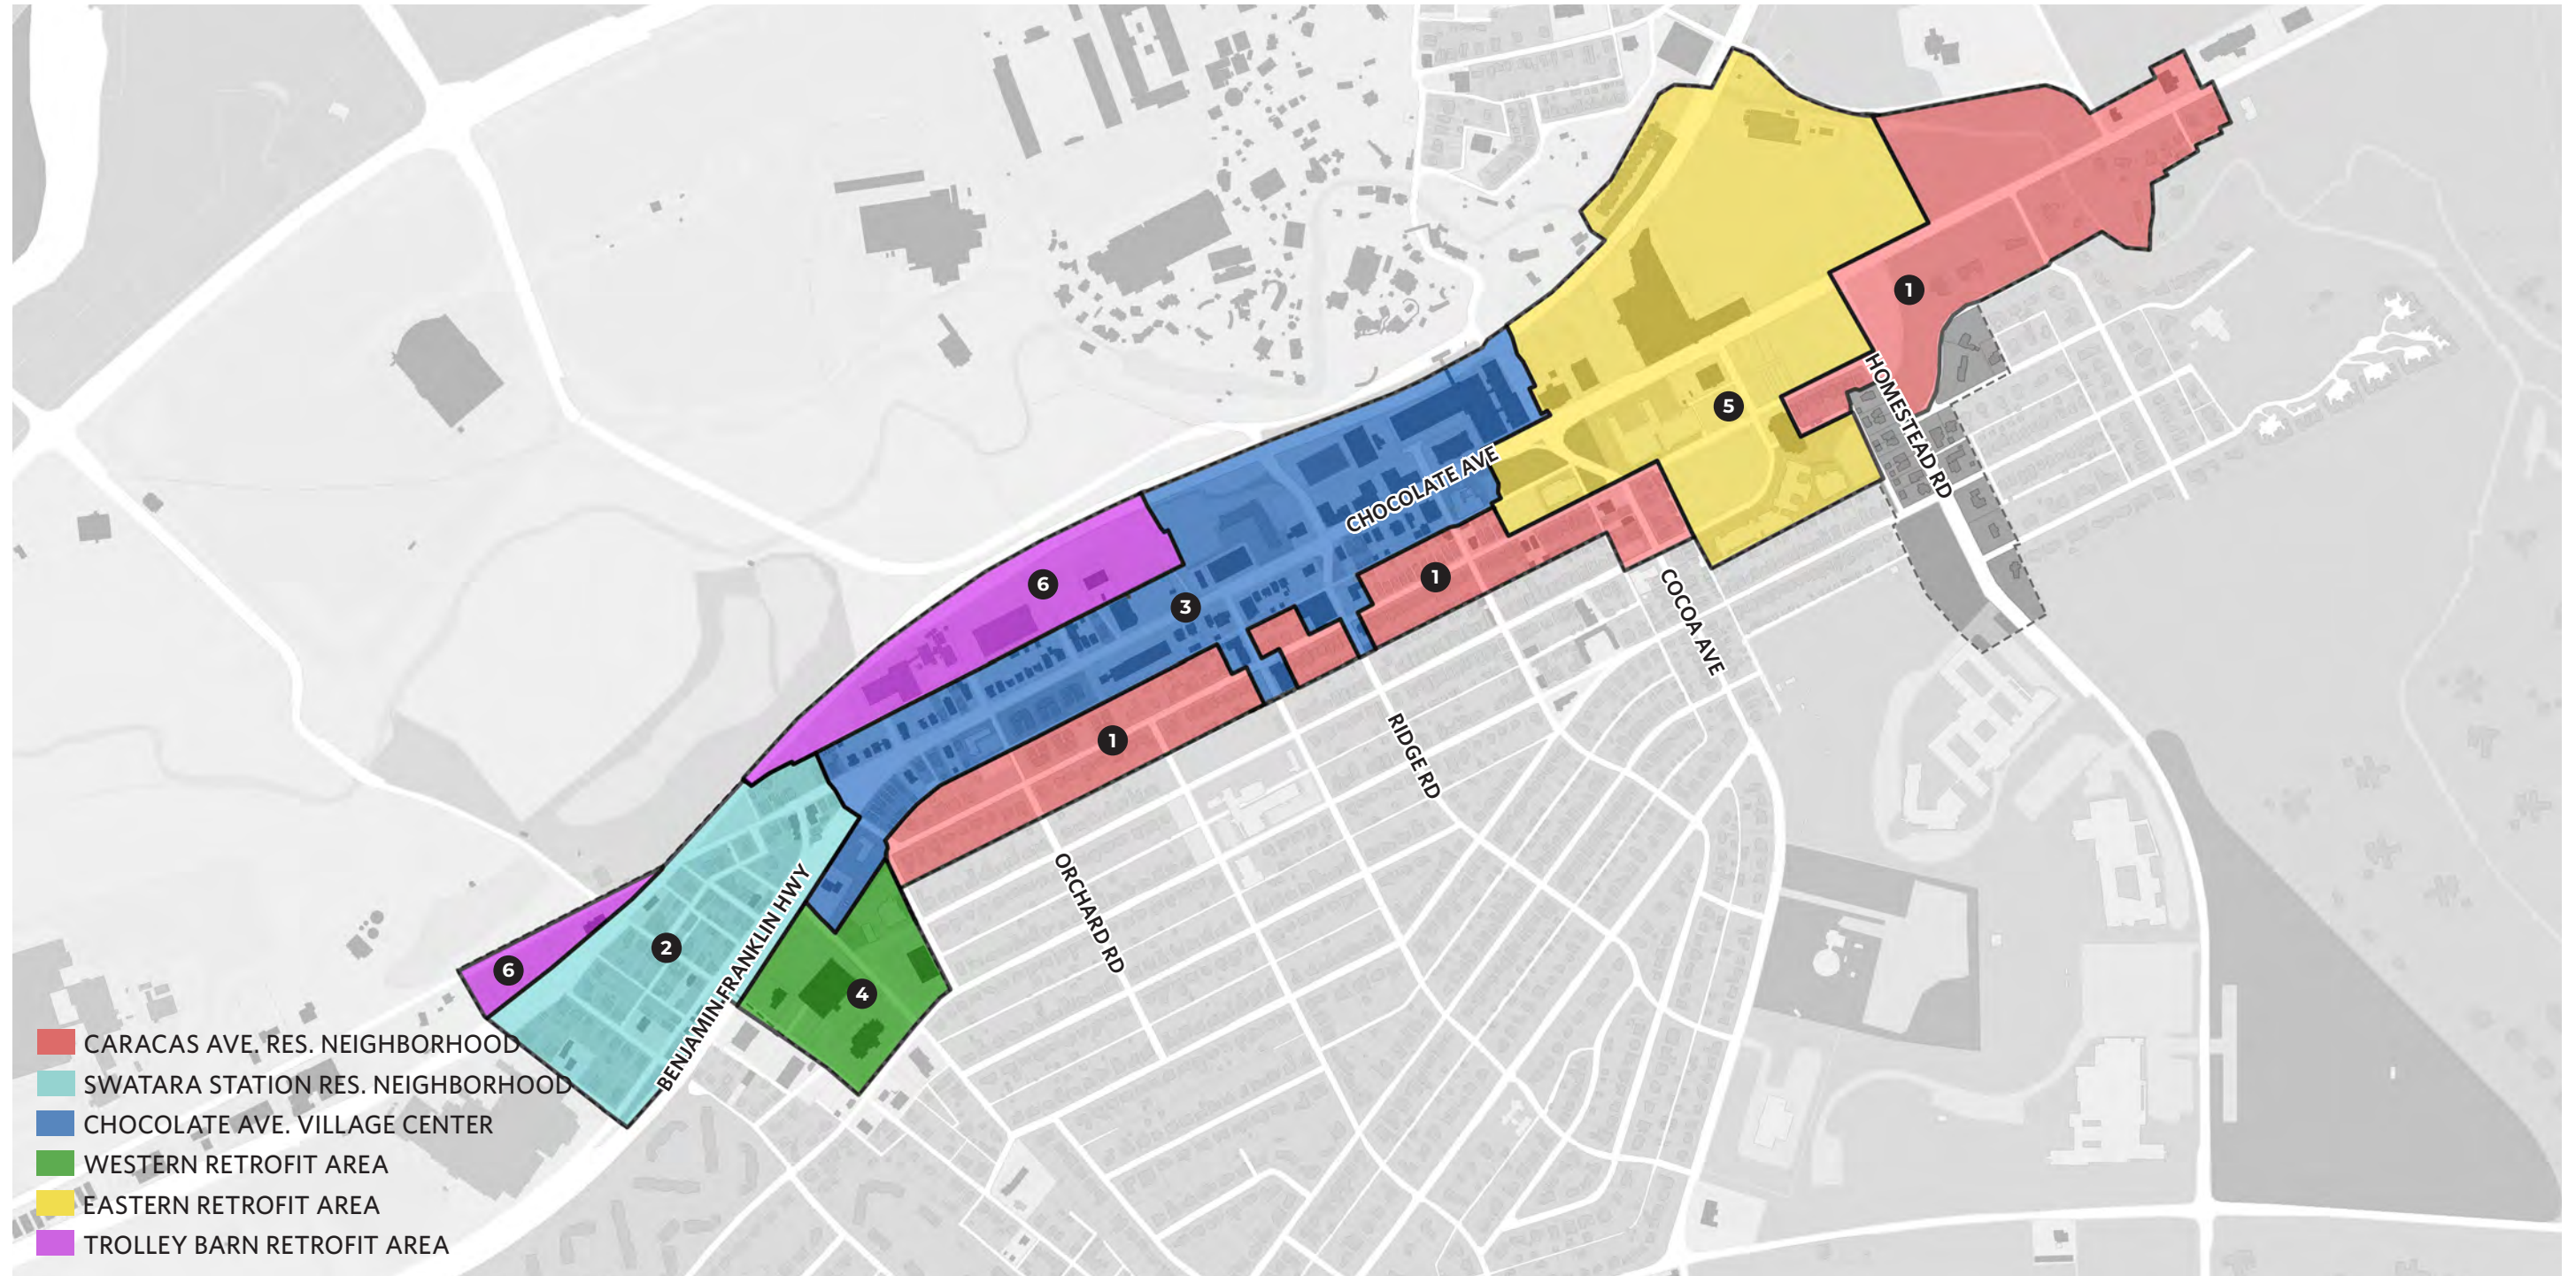 1
5
HOMESTEAD RD
CHOCOLATE AVE
6
1
3
COCOA AVE
1
RIDGE RD
ORCHARD RD
BENJAMIN FRANKLIN HWY
2
6
4
CARACAS AVE. RES. NEIGHBORHOOD
SWATARA STATION RES. NEIGHBORHOOD
CHOCOLATE AVE. VILLAGE CENTER
WESTERN RETROFIT AREA
EASTERN RETROFIT AREA
TROLLEY BARN RETROFIT AREA